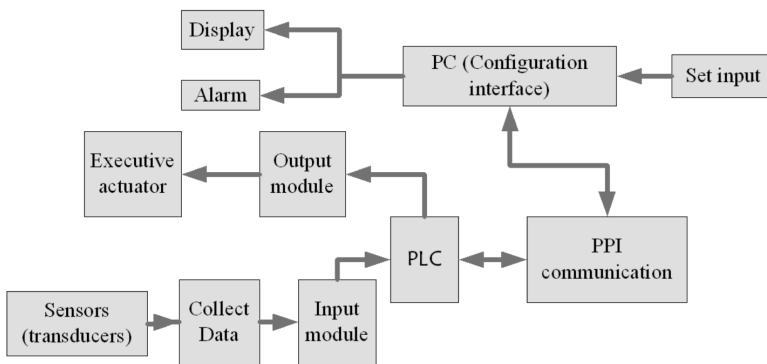 Display
Alarm
PC (Configuration
interface)
Set input
Executive
actuator
Output
module
PLC
PPI
communication
Sensors
(transducers)
Collect
Data
Input
module